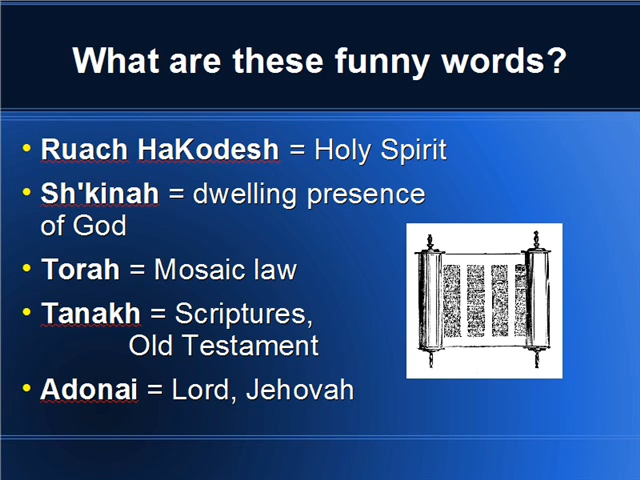 What are these funny words?
• Ruach HaKodesh = Holy Spirit
• Sh'kinah = dwelling presence
of God
• Torah = Mosaic law
• Tanakh = Scriptures,
Old Testament
• Adonai = Lord, Jehovah